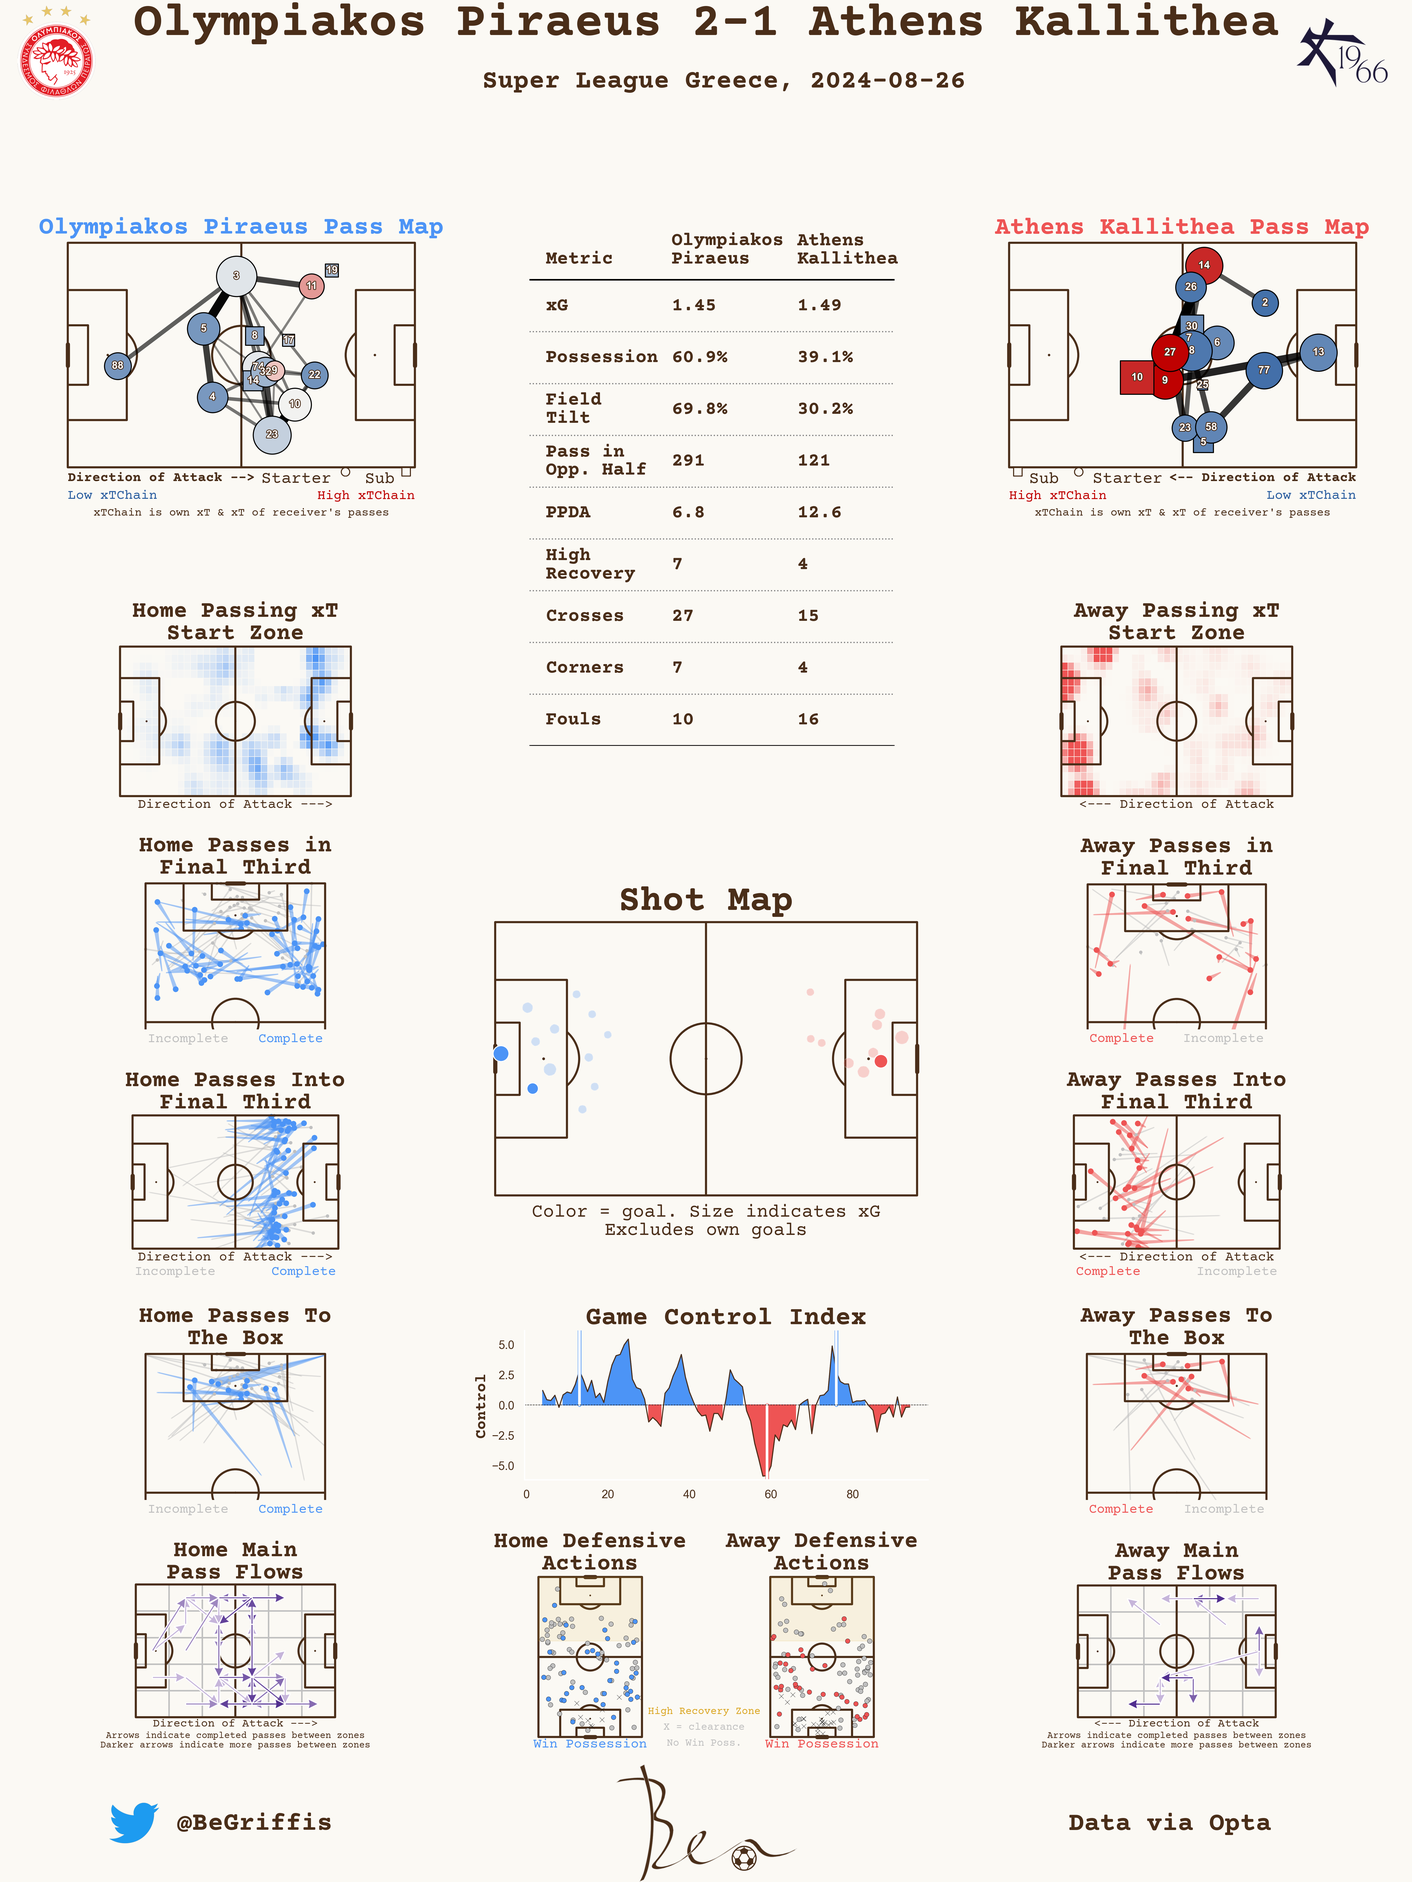 Olympiakos Piraeus 2-1 Athens Kallithea
Super League Greece, 2024-08-26
1925
1966
Olympiakos Piraeus Pass Map
3
19
11
5
8
17
88
74
32
29
14
22
4
10
23
Direction of Attack --> Starter Sub
Low xTChain High xTChain
xTChain is own xT & xT of receiver's passes
Metric Olympiakos Piraeus Athens Kallithea
xG 1.45 1.49
Possession 60.9% 39.1%
Field Tilt 69.8% 30.2%
Pass in Opp. Half 291 121
PPDA 6.8 12.6
High Recovery 7 4
Crosses 27 15
Corners 7 4
Fouls 10 16
Athens Kallithea Pass Map
14
26
2
30
7
6
27
8
13
10
9
25
77
23
58
5
Sub Starter <-- Direction of Attack
High xTChain Low xTChain
xTChain is own xT & xT of receiver's passes
Home Passing xT
Start Zone
Direction of Attack --->
Away Passing xT
Start Zone
<--- Direction of Attack
Home Passes in
Final Third
Incomplete Complete
Away Passes in
Final Third
Complete Incomplete
Shot Map
Color = goal. Size indicates xG
Excludes own goals
Home Passes Into
Final Third
Direction of Attack --->
Incomplete Complete
Away Passes Into
Final Third
<--- Direction of Attack
Complete Incomplete
Game Control Index
Control
5.0
2.5
0.0
−2.5
−5.0
0 20 40 60 80
Home Passes To
The Box
Incomplete Complete
Away Passes To
The Box
Complete Incomplete
Home Main
Pass Flows
Direction of Attack --->
Arrows indicate completed passes between zones
Darker arrows indicate more passes between zones
Home Defensive
Actions
Win Possession
Away Defensive
Actions
Win Possession
High Recovery Zone
X = clearance
No Win Poss.
Away Main
Pass Flows
<--- Direction of Attack
Arrows indicate completed passes between zones
Darker arrows indicate more passes between zones
@BeGriffis
Ben
Data via Opta